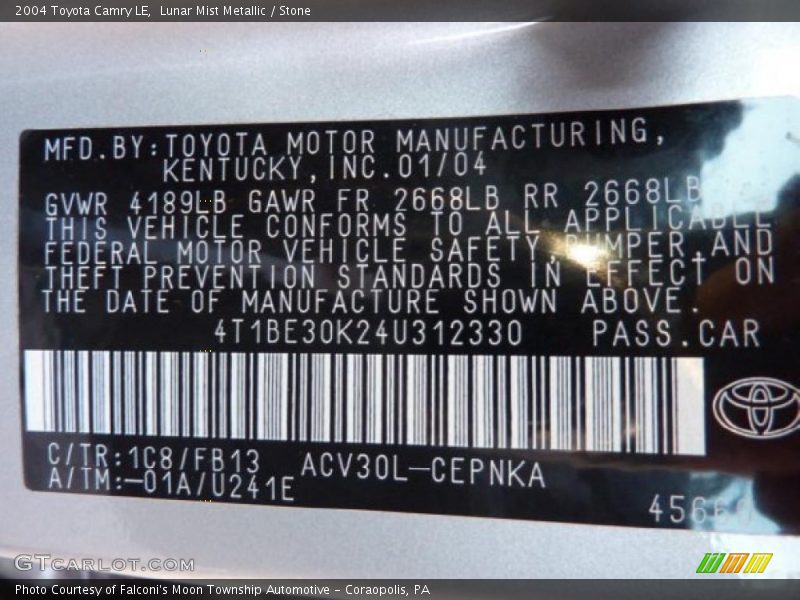 2004 Toyota Camry LE,  Lunar Mist Metallic / Stone
MFD.BY:TOYOTA MOTOR MANUFACTURING,
KENTUCKY,INC.01/04
GVWR 4189LB GAWR FR 2668LB RR 2668LB
THIS VEHICLE CONFORMS TO ALL APPLICABLE
FEDERAL MOTOR VEHICLE SAFETY,BUMPER,AND
THEFT PREVENTION STANDARDS IN EFFECT ON
THE DATE OF MANUFACTURE SHOWN ABOVE.
4T1BE30K24U312330 PASS.CAR
C/TR:1C8/FB13 ACV30L-CEPNKA
A/TM:-01A/U241E
GTCARLOT.COM
Photo Courtesy of Falconi's Moon Township Automotive - Coraopolis, PA